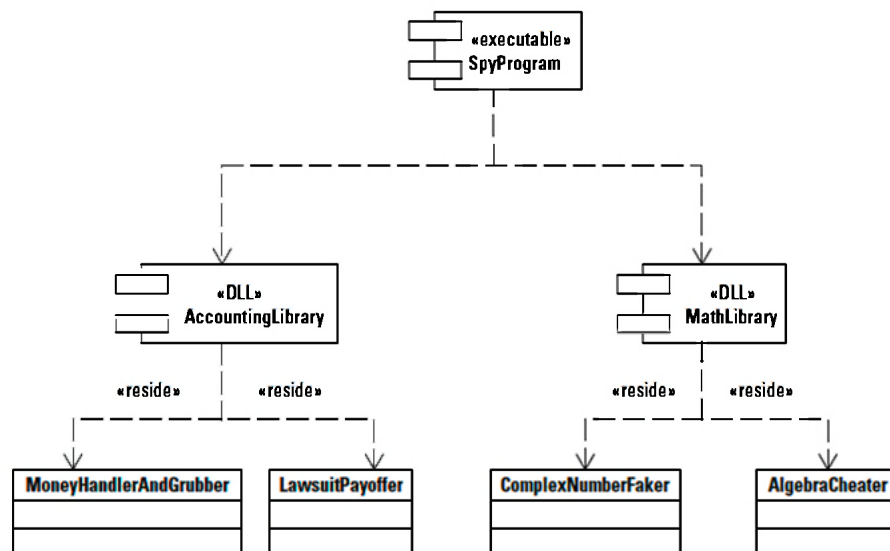 «executable»
SpyProgram
«DLL»
AccountingLibrary
«DLL»
MathLibrary
«reside»
«reside»
«reside»
«reside»
MoneyHandlerAndGrubber
LawsuitPayoffer
ComplexNumberFaker
AlgebraCheater